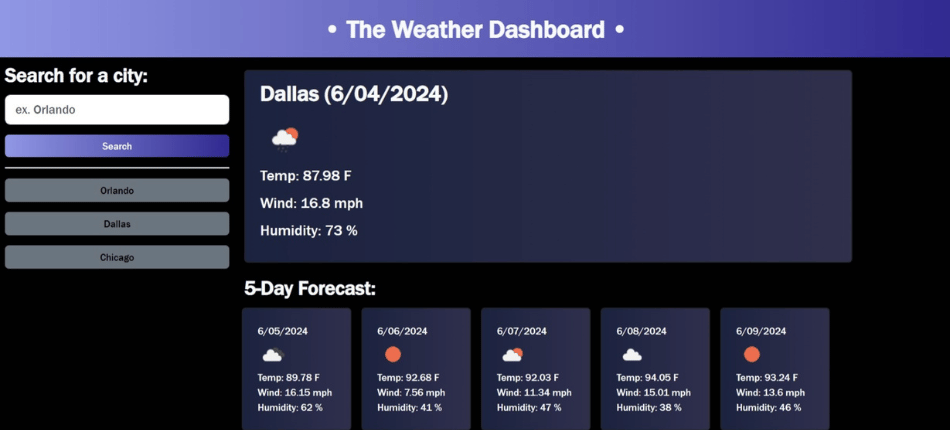 • The Weather Dashboard •
Search for a city:
ex. Orlando
Search
Orlando
Dallas
Chicago
Dallas (6/04/2024)
Temp: 87.98 F
Wind: 16.8 mph
Humidity: 73 %
5-Day Forecast:
6/05/2024
Temp: 89.78 F
Wind: 16.15 mph
Humidity: 62 %
6/06/2024
Temp: 92.68 F
Wind: 7.56 mph
Humidity: 41 %
6/07/2024
Temp: 92.03 F
Wind: 11.34 mph
Humidity: 47 %
6/08/2024
Temp: 94.05 F
Wind: 15.01 mph
Humidity: 38 %
6/09/2024
Temp: 93.24 F
Wind: 13.6 mph
Humidity: 46 %